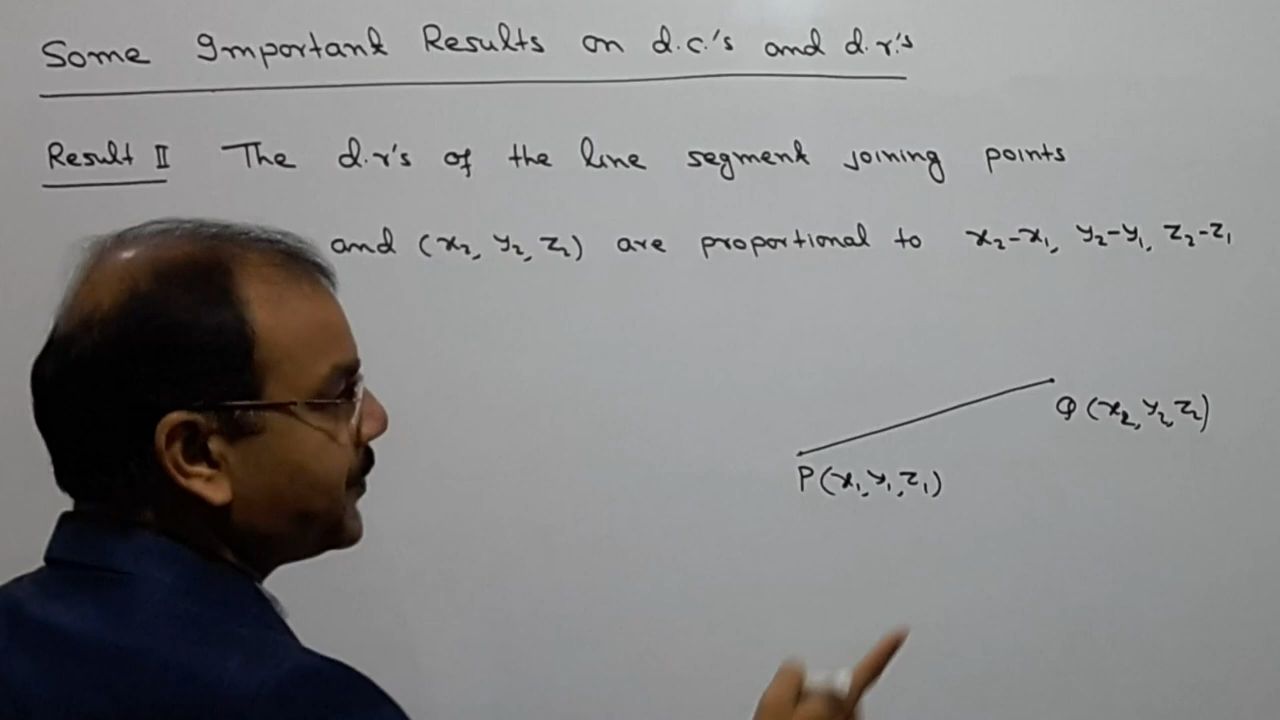 Some Important Results on d.c.'s and d.r.'s
Result II The d.r's of the line segment joining points
and (x₂, y₂, z₂) are proportional to x₂-x₁, y₂-y₁, z₂-z₁
Q (x₂, y₂, z₂)
P (x₁, y₁, z₁)